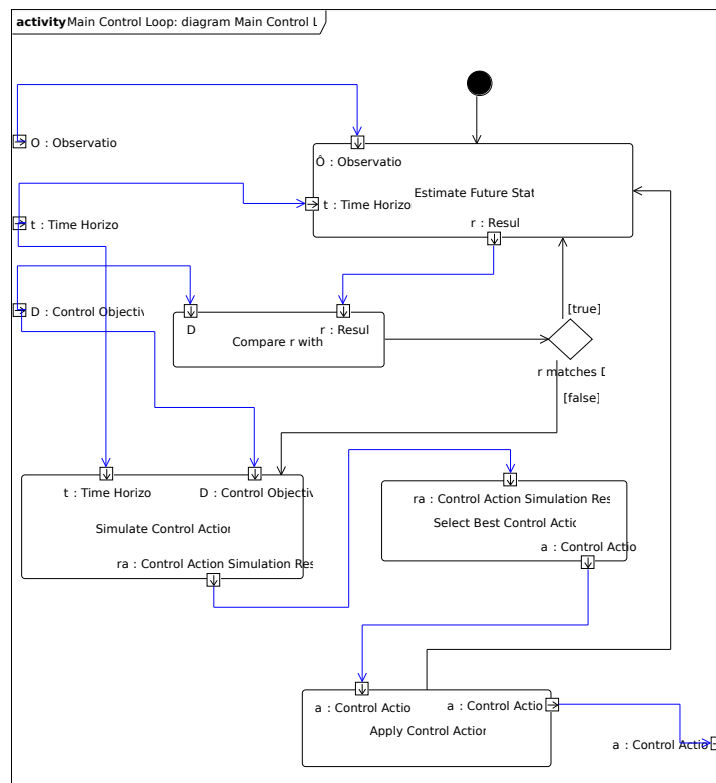 activity Main Control Loop: diagram Main Control L
O : Observatio
Ô : Observatio
Estimate Future Stat
t : Time Horizo
t : Time Horizo
r : Resul
D : Control Objectiv
[true]
D
r : Resul
Compare r with
r matches D
[false]
t : Time Horizo
D : Control Objectiv
ra : Control Action Simulation Res
Simulate Control Action
Select Best Control Actic
a : Control Actio
ra : Control Action Simulation Res
a : Control Actio
a : Control Actio
Apply Control Action
a : Control Actio